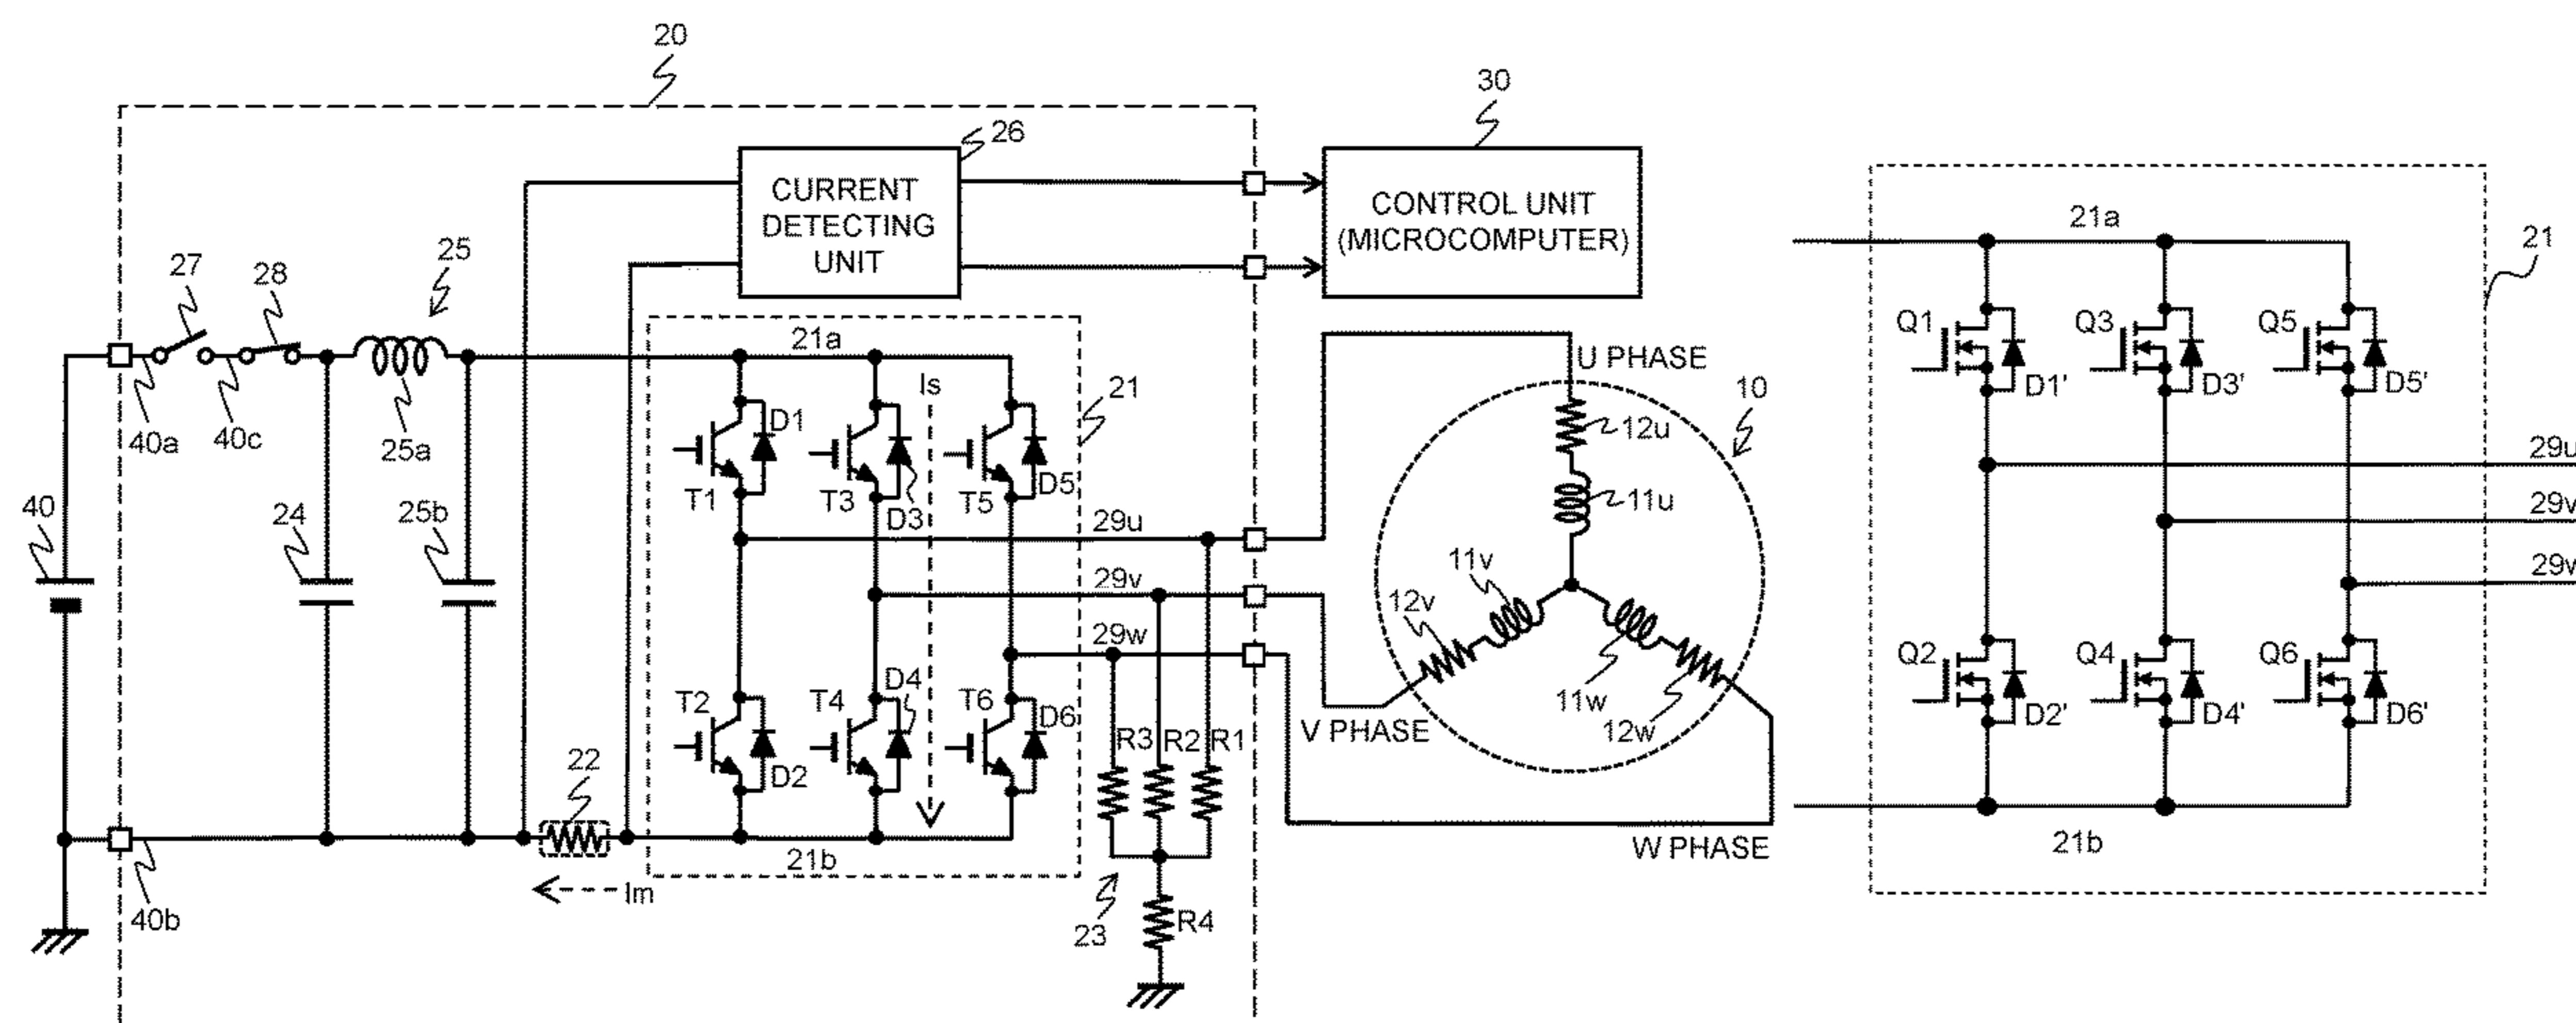 20
30
26
CURRENT
DETECTING
UNIT
CONTROL UNIT
(MICROCOMPUTER)
27
28
25
40a
40c
25a
21a
Is
21
U PHASE
10
12u
11u
D1
T1
T3
D3
T5
D5
40
24
25b
29u
29v
29w
11v
12v
11w
12w
V PHASE
W PHASE
T2
D2
T4
D4
T6
D6
R3
R2
R1
22
21b
Im
40b
23
R4
21a
21
Q1
D1'
Q3
D3'
Q5
D5'
29u
29v
29w
Q2
D2'
Q4
D4'
Q6
D6'
21b